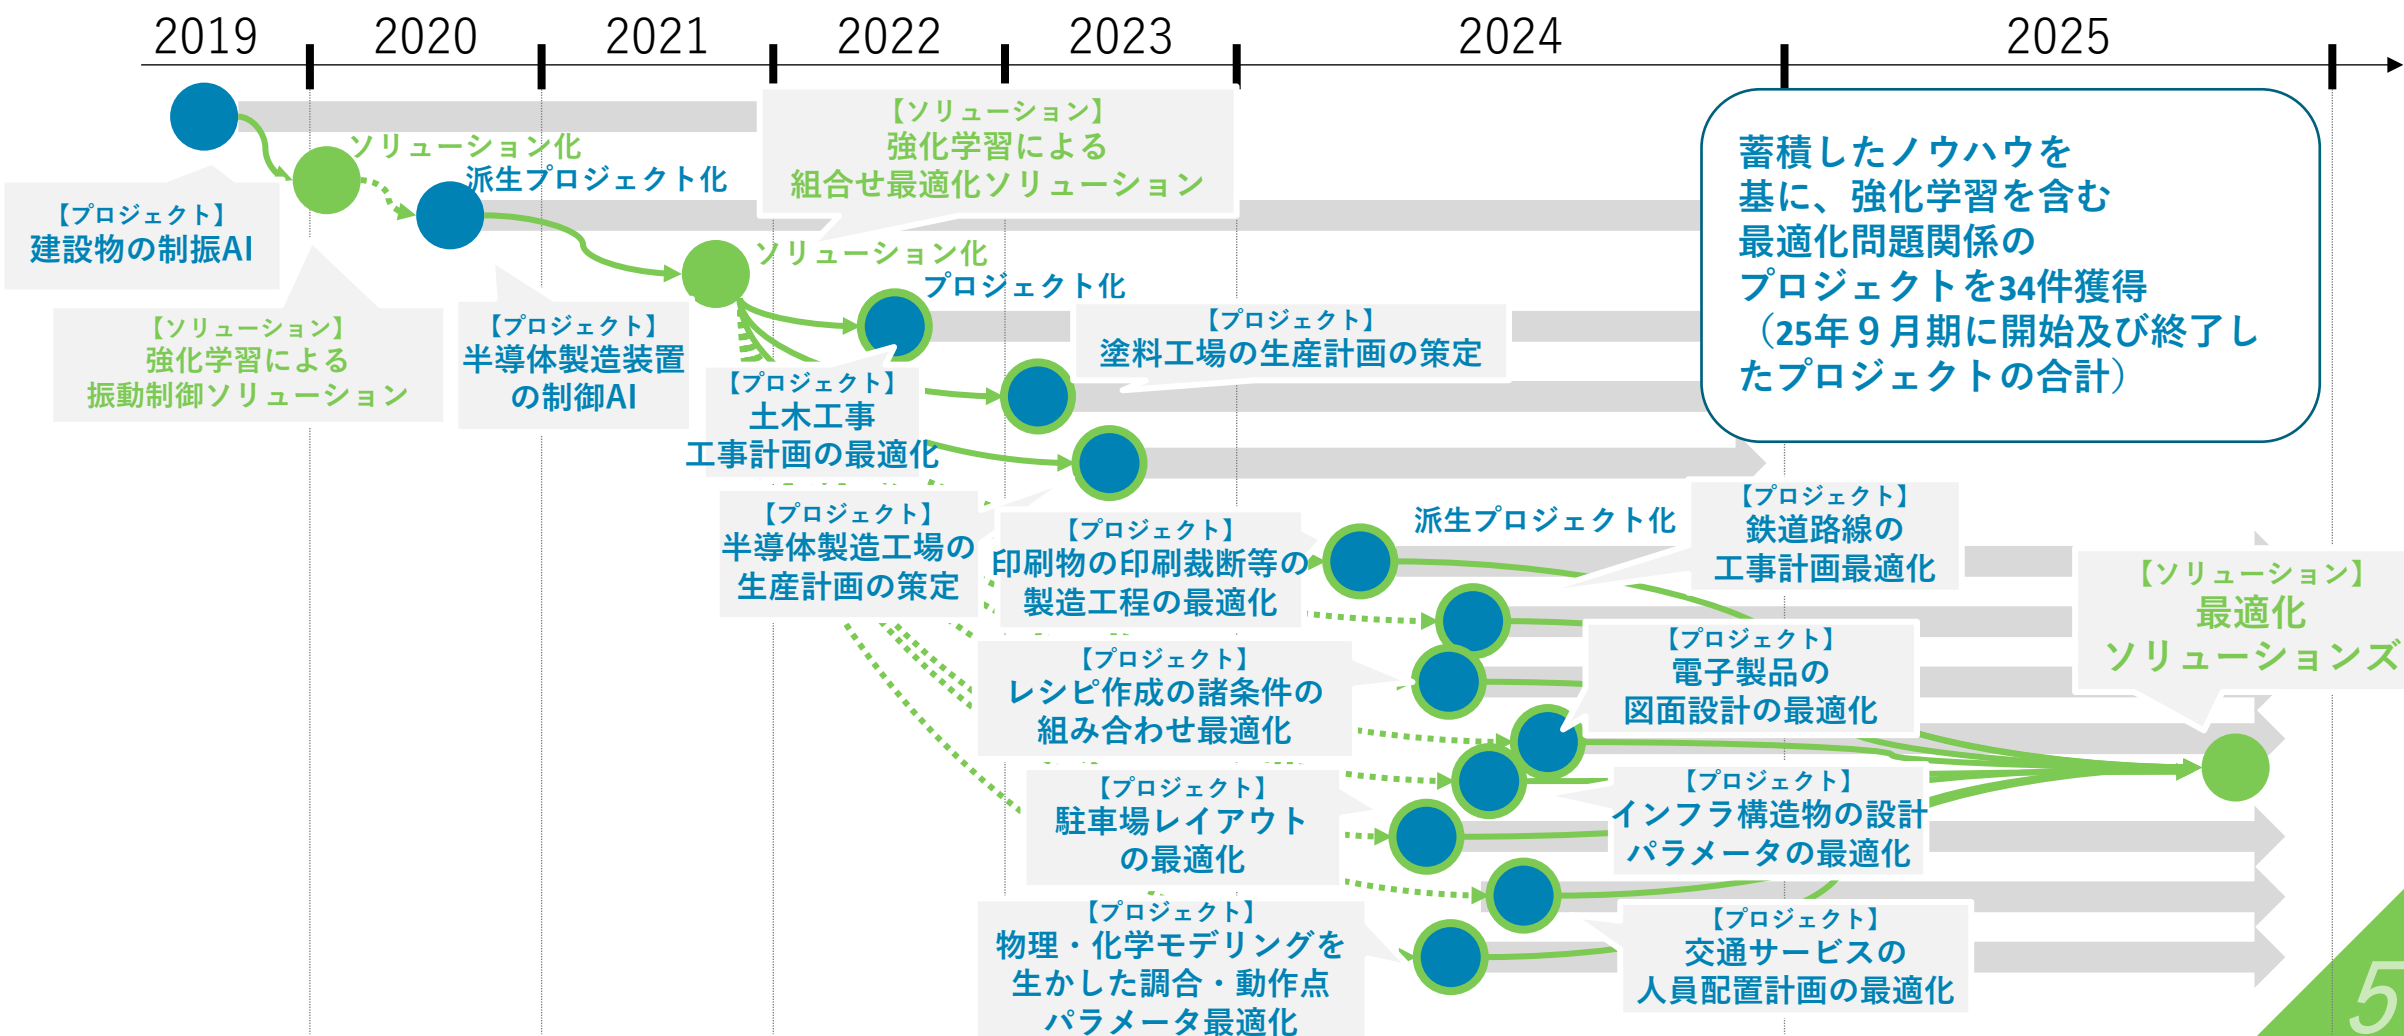 2019
2020
2021
2022
2023
2024
2025
【プロジェクト】
建設物の制振AI
ソリューション化
【ソリューション】
強化学習による
振動制御ソリューション
派生プロジェクト化
【プロジェクト】
半導体製造装置
の制御AI
【ソリューション】
強化学習による
組合せ最適化ソリューション
ソリューション化
プロジェクト化
【プロジェクト】
土木工事
工事計画の最適化
【プロジェクト】
塗料工場の生産計画の策定
【プロジェクト】
半導体製造工場の
生産計画の策定
蓄積したノウハウを
基に、強化学習を含む
最適化問題関係の
プロジェクトを34件獲得
（25年９月期に開始及び終了し
たプロジェクトの合計）
【プロジェクト】
印刷物の印刷裁断等の
製造工程の最適化
派生プロジェクト化
【プロジェクト】
鉄道路線の
工事計画最適化
【プロジェクト】
レシピ作成の諸条件の
組み合わせ最適化
【プロジェクト】
電子製品の
図面設計の最適化
【ソリューション】
最適化
ソリューションズ
【プロジェクト】
駐車場レイアウト
の最適化
【プロジェクト】
インフラ構造物の設計
パラメータの最適化
【プロジェクト】
物理・化学モデリングを
生かした調合・動作点
パラメータ最適化
【プロジェクト】
交通サービスの
人員配置計画の最適化
5